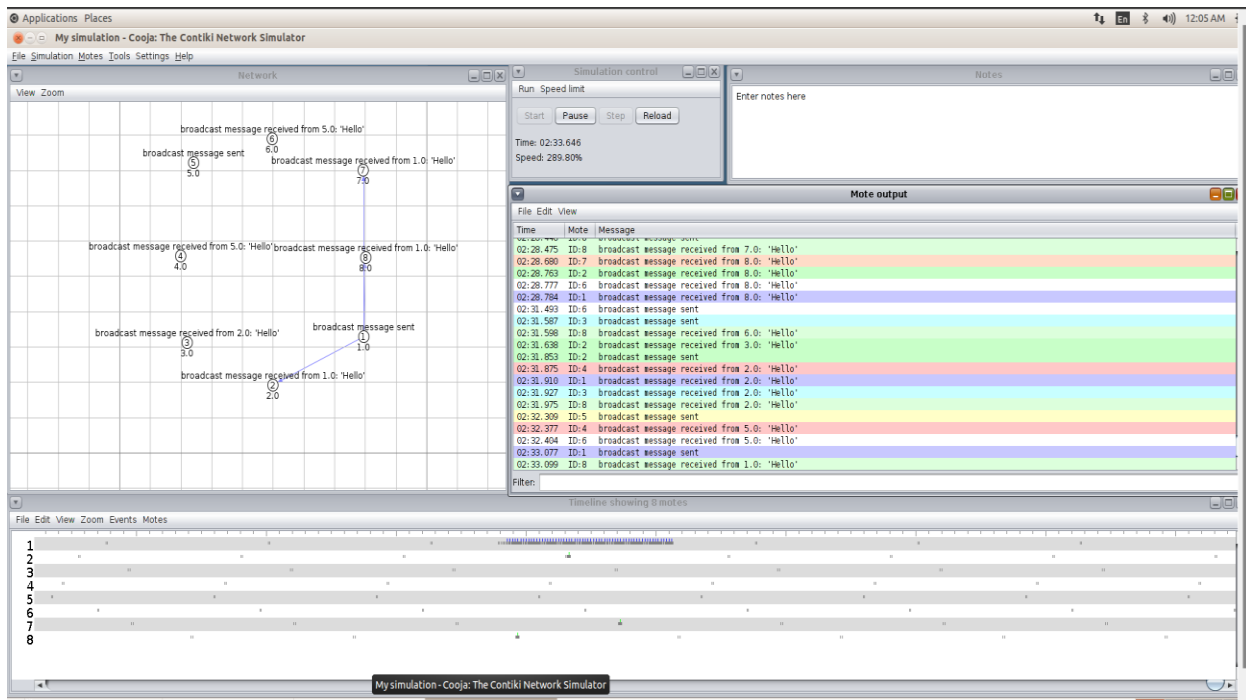 Applications Places
En
12:05 AM
My simulation - Cooja: The Contiki Network Simulator
File Simulation Motes Tools Settings Help
Network
View Zoom
broadcast message received from 5.0: 'Hello'
6
6.0
broadcast message sent
5
5.0
broadcast message received from 1.0: 'Hello'
7
7.0
broadcast message received from 5.0: 'Hello'
4
4.0
broadcast message received from 1.0: 'Hello'
8
8.0
broadcast message received from 2.0: 'Hello'
3
3.0
broadcast message sent
1
1.0
broadcast message received from 1.0: 'Hello'
2
2.0
Simulation control
Run Speed limit
Start Pause Step Reload
Time: 02:33.646
Speed: 289.80%
Notes
Enter notes here
Mote output
File Edit View
Time Mote Message
02:28.475 ID:8 broadcast message received from 7.0: 'Hello'
02:28.680 ID:7 broadcast message received from 8.0: 'Hello'
02:28.763 ID:2 broadcast message received from 8.0: 'Hello'
02:28.777 ID:6 broadcast message received from 8.0: 'Hello'
02:28.784 ID:1 broadcast message received from 8.0: 'Hello'
02:31.493 ID:6 broadcast message sent
02:31.587 ID:3 broadcast message sent
02:31.598 ID:8 broadcast message received from 6.0: 'Hello'
02:31.638 ID:2 broadcast message received from 3.0: 'Hello'
02:31.853 ID:2 broadcast message sent
02:31.875 ID:4 broadcast message received from 2.0: 'Hello'
02:31.910 ID:1 broadcast message received from 2.0: 'Hello'
02:31.927 ID:3 broadcast message received from 2.0: 'Hello'
02:31.975 ID:8 broadcast message received from 2.0: 'Hello'
02:32.309 ID:5 broadcast message sent
02:32.377 ID:4 broadcast message received from 5.0: 'Hello'
02:32.404 ID:6 broadcast message received from 5.0: 'Hello'
02:33.077 ID:1 broadcast message sent
02:33.099 ID:8 broadcast message received from 1.0: 'Hello'
Filter:
Timeline showing 8 motes
File Edit View Zoom Events Motes
1
2
3
4
5
6
7
8
My simulation - Cooja: The Contiki Network Simulator